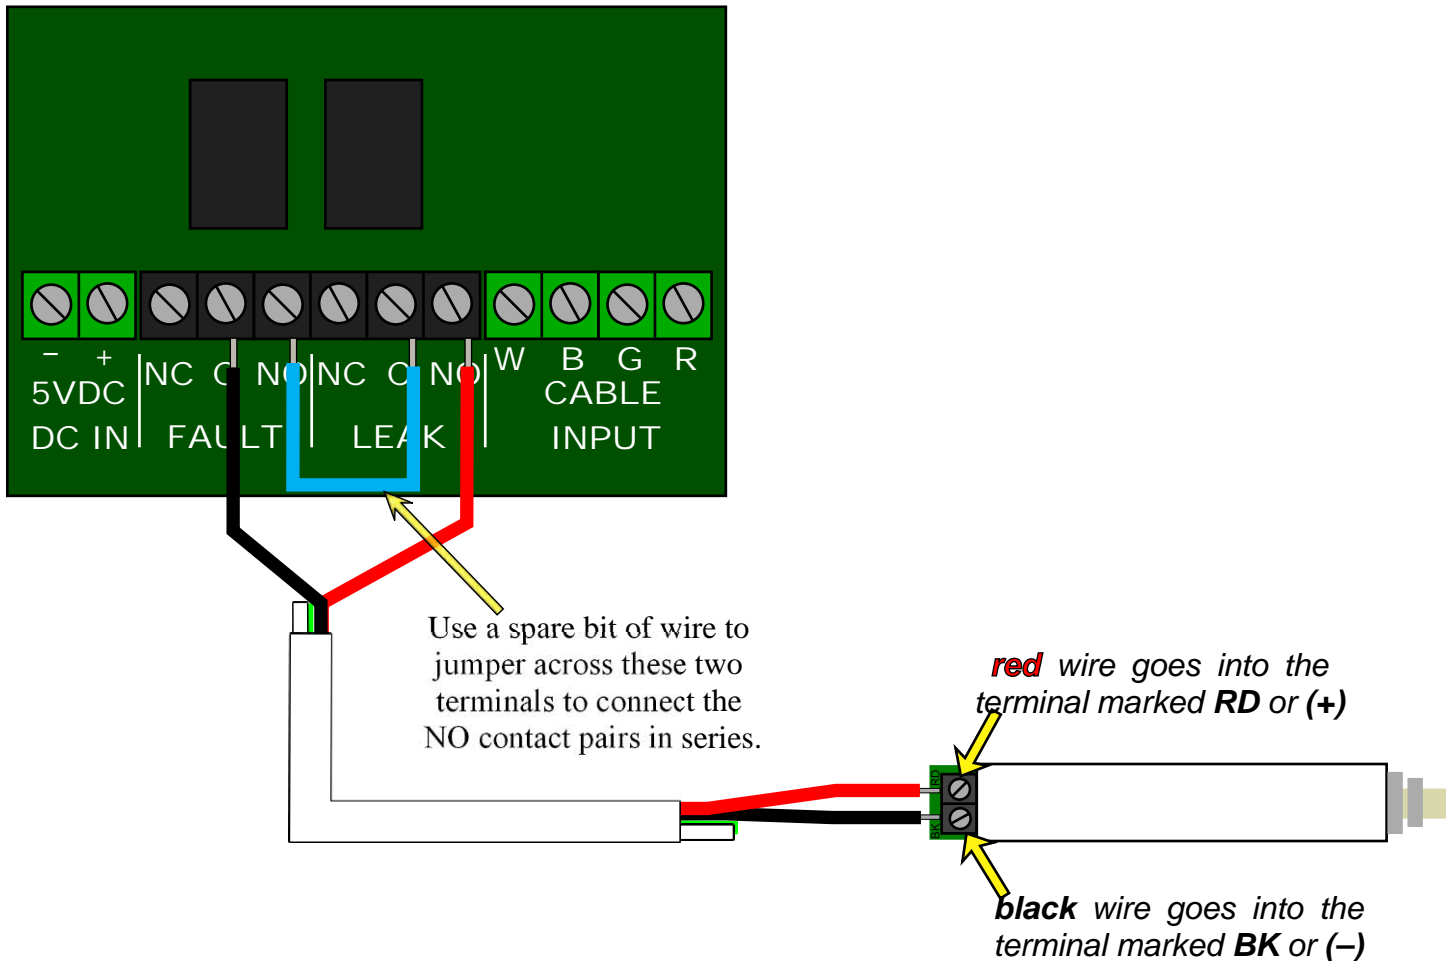 − +
NC C NO NC C NO
W B G R
5VDC
CABLE
DC IN
FAULT
LEAK
INPUT
Use a spare bit of wire to
jumper across these two
terminals to connect the
NO contact pairs in series.
red wire goes into the
terminal marked RD or (+)
RD
BK
black wire goes into the
terminal marked BK or (–)